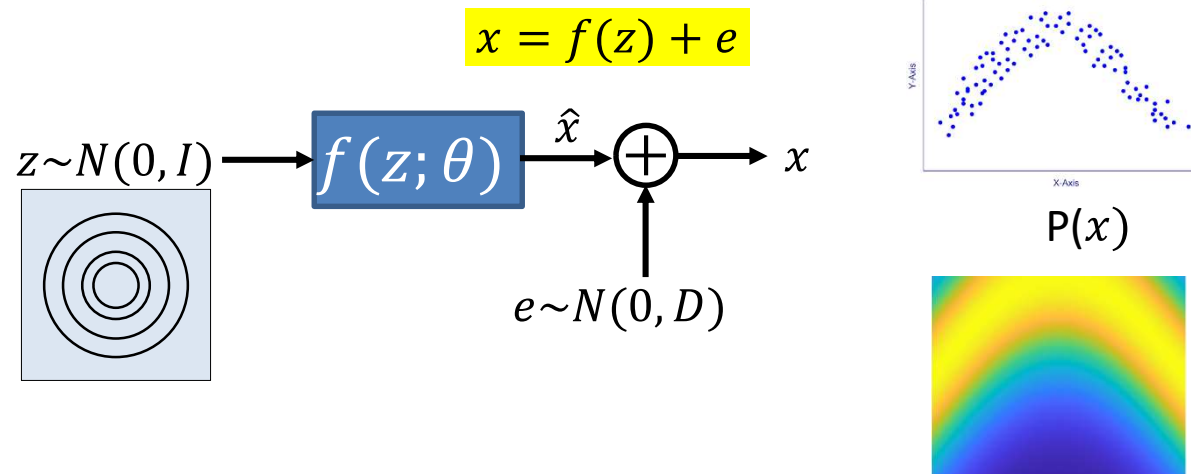 x = f(z) + e
z~N(0, I)
f(z; θ)
x̂
x
e~N(0, D)
Y-Axis
X-Axis
P(x)